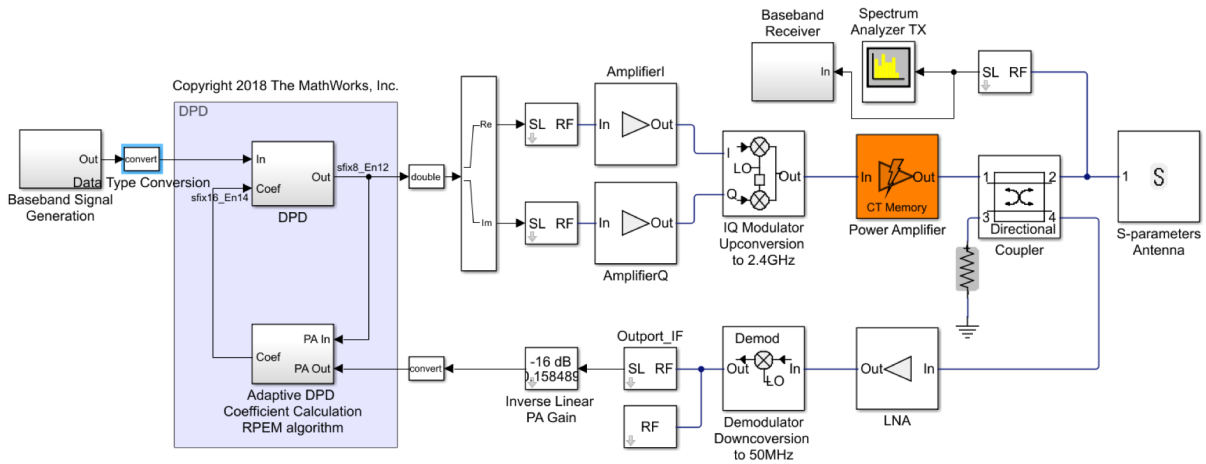 Baseband
Receiver
Spectrum
Analyzer TX
In
SL RF
Copyright 2018 The MathWorks, Inc.
AmplifierI
DPD
Re
SL RF
In
Out
Out
convert
In
Coef
Out
sfix8_En12
double
I
LO
Q
Out
In
Out
CT Memory
1
2
3
4
Directional
Coupler
1
S
Data Type Conversion
sfix16_En14
Baseband Signal
Generation
DPD
Im
SL RF
In
Out
AmplifierQ
IQ Modulator
Upconversion
to 2.4GHz
Power Amplifier
S-parameters
Antenna
PA In
Coef
PA Out
Adaptive DPD
Coefficient Calculation
RPEM algorithm
convert
-16 dB
0.158489
Inverse Linear
PA Gain
Outport_IF
SL RF
RF
Demod
Out
In
LO
Demodulator
Downcoversion
to 50MHz
Out
In
LNA